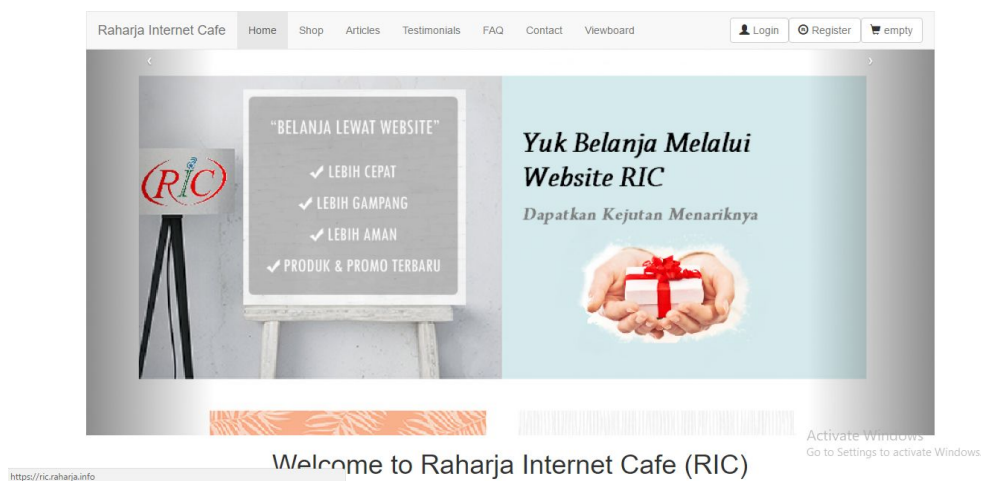 Raharja Internet Cafe Home Shop Articles Testimonials FAQ Contact Viewboard Login Register empty
"BELANJA LEWAT WEBSITE"
LEBIH CEPAT
LEBIH GAMPANG
LEBIH AMAN
PRODUK & PROMO TERBARU
RiC
Yuk Belanja Melalui
Website RIC
Dapatkan Kejutan Menariknya
Welcome to Raharja Internet Cafe (RIC)
Activate Windows
Go to Settings to activate Windows
https://ric.raharja.info